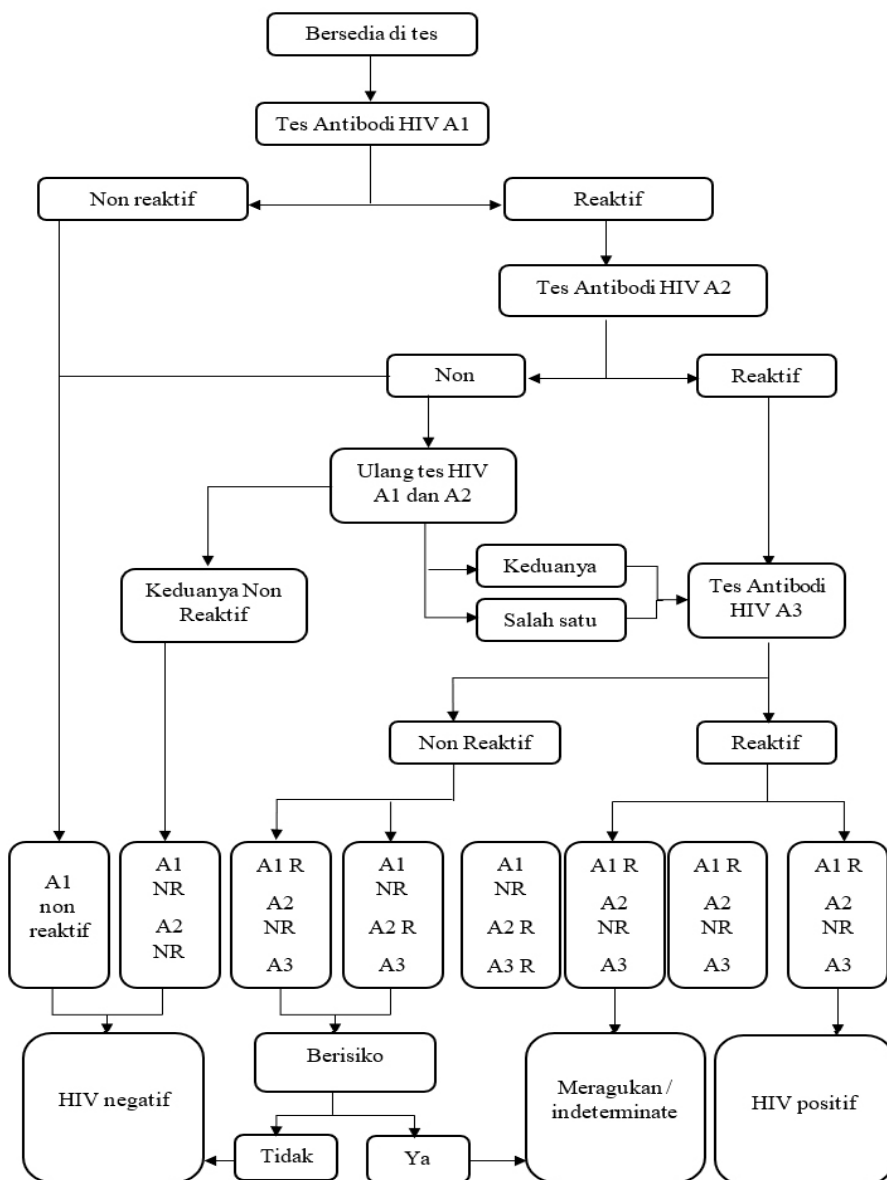 Bersedia di tes
Tes Antibodi HIV A1
Non reaktif
Reaktif
Tes Antibodi HIV A2
Non
Reaktif
Ulang tes HIV
A1 dan A2
Keduanya
Tes Antibodi
HIV A3
Keduanya Non
Reaktif
Salah satu
Non Reaktif
Reaktif
A1
non
reaktif
A1
NR
A2
NR
A1 R
A2
NR
A3
A1
NR
A2 R
A3
A1
NR
A2 R
A3 R
A1 R
A2
NR
A3
A1 R
A2
NR
A3
A1 R
A2
NR
A3
HIV negatif
Berisiko
Meragukan /
indeterminate
HIV positif
Tidak
Ya